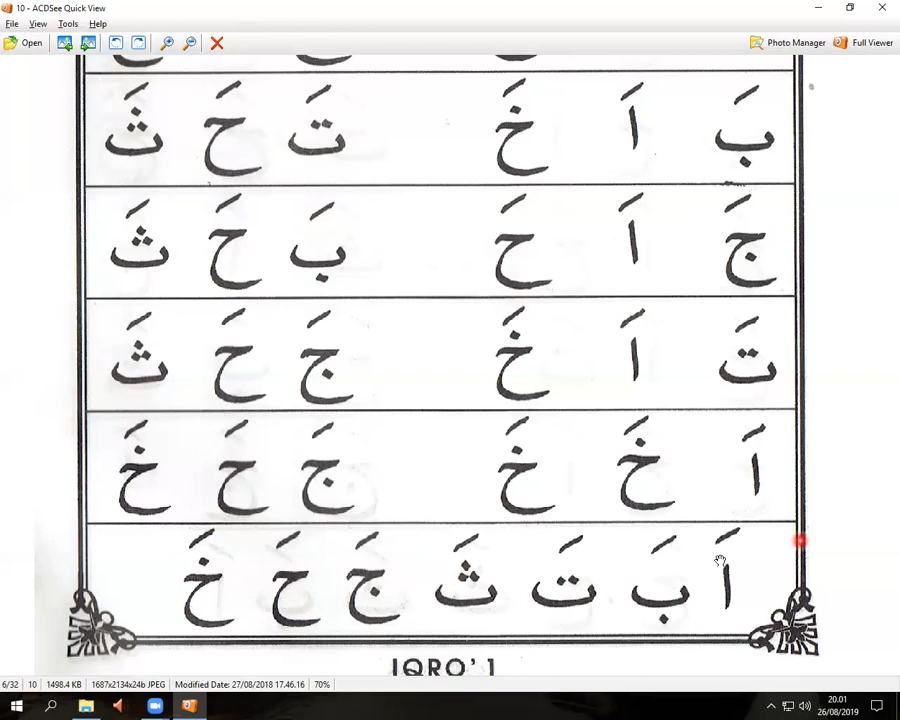 10 - ACDSee Quick View
File View Tools Help
Open Photo Manager Full Viewer
بَ اَ خَ تَ حَ ثَ
جَ اَ حَ بَ حَ ثَ
تَ اَ خَ جَ حَ ثَ
اَ خَ خَ جَ حَ خَ
اَ بَ تَ ثَ جَ حَ خَ
IQRO' 1
6/32 10 1498.4 KB 1687x2134x24b JPEG Modified Date: 27/08/2018 17.46.16 70%
20.01
26/08/2019